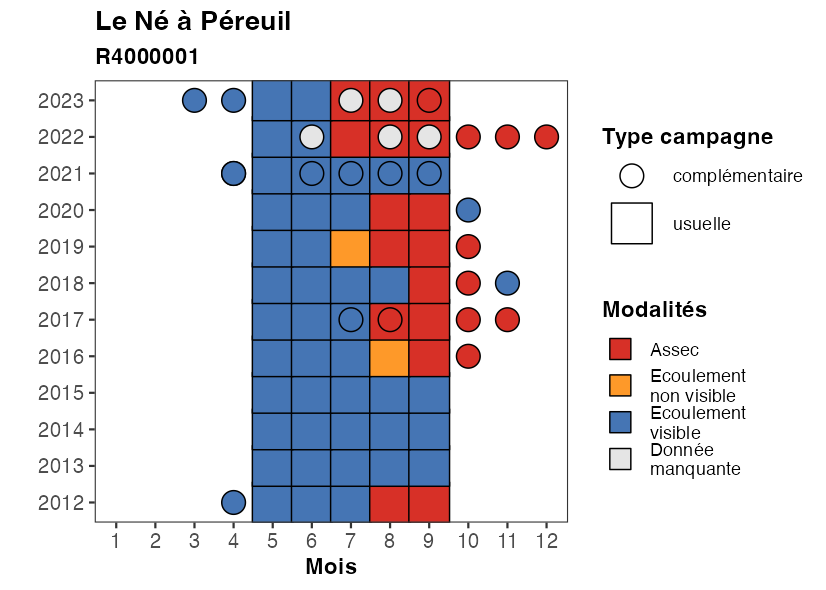 Le Né à Péreuil
R4000001
2023
2022
2021
2020
2019
2018
2017
2016
2015
2014
2013
2012
1 2 3 4 5 6 7 8 9 10 11 12
Mois
Type campagne
complémentaire
usuelle
Modalités
Assec
Ecoulement
non visible
Ecoulement
visible
Donnée
manquante